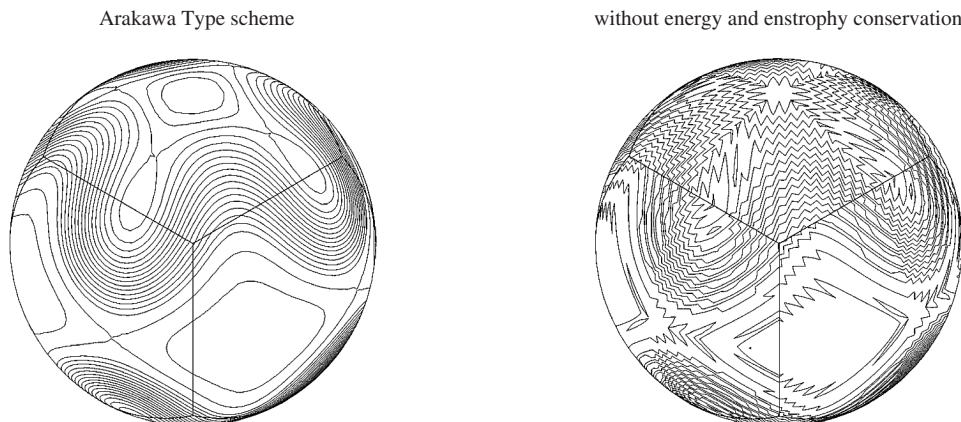 Arakawa Type scheme
without energy and enstrophy conservation